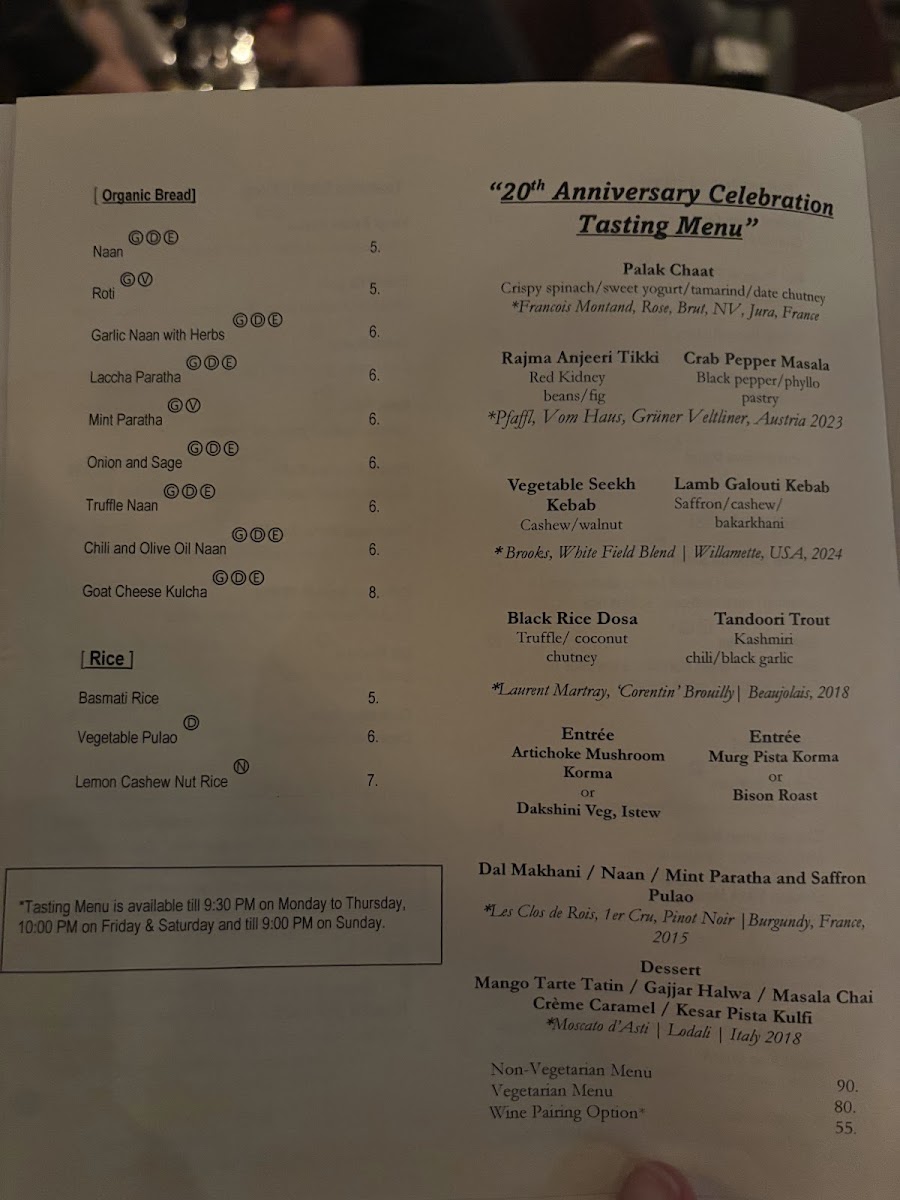 [ Organic Bread]
Naan Ⓖ Ⓓ Ⓔ 5.
Roti Ⓖ Ⓥ 5.
Garlic Naan with Herbs Ⓖ Ⓓ Ⓔ 6.
Laccha Paratha Ⓖ Ⓓ Ⓔ 6.
Mint Paratha Ⓖ Ⓥ 6.
Onion and Sage Ⓖ Ⓓ Ⓔ 6.
Truffle Naan Ⓖ Ⓓ Ⓔ 6.
Chili and Olive Oil Naan Ⓖ Ⓓ Ⓔ 6.
Goat Cheese Kulcha Ⓖ Ⓓ Ⓔ 8.
[ Rice ]
Basmati Rice 5.
Vegetable Pulao Ⓓ 6.
Lemon Cashew Nut Rice Ⓝ 7.
*Tasting Menu is available till 9:30 PM on Monday to Thursday,
10:00 PM on Friday & Saturday and till 9:00 PM on Sunday.
“20th Anniversary Celebration
Tasting Menu”
Palak Chaat
Crispy spinach/sweet yogurt/tamarind/date chutney
*Francois Montand, Rose, Brut, NV, Jura, France
Rajma Anjeeri Tikki
Red Kidney
beans/fig
Crab Pepper Masala
Black pepper/phyllo
pastry
*Pfaffl, Vom Haus, Grüner Veltliner, Austria 2023
Vegetable Seekh
Kebab
Cashew/walnut
Lamb Galouti Kebab
Saffron/cashew/
bakarkhani
* Brooks, White Field Blend | Willamette, USA, 2024
Black Rice Dosa
Truffle/ coconut
chutney
Tandoori Trout
Kashmiri
chili/black garlic
*Laurent Martray, ‘Corentin’ Brouilly| Beaujolais, 2018
Entrée
Artichoke Mushroom
Korma
or
Dakshini Veg, Istew
Entrée
Murg Pista Korma
or
Bison Roast
Dal Makhani / Naan / Mint Paratha and Saffron
Pulao
*Les Clos de Rois, 1er Cru, Pinot Noir |Burgundy, France,
2015
Dessert
Mango Tarte Tatin / Gajjar Halwa / Masala Chai
Crème Caramel / Kesar Pista Kulfi
*Moscato d’Asti | Lodali | Italy 2018
Non-Vegetarian Menu 90.
Vegetarian Menu 80.
Wine Pairing Option* 55.